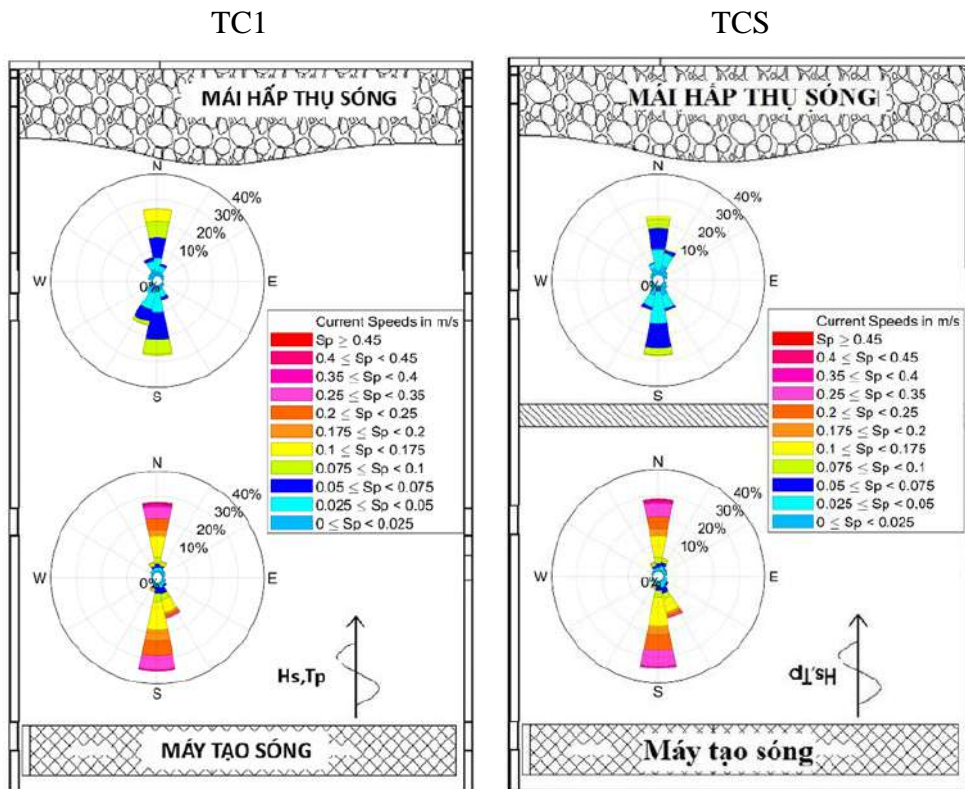 TC1
MÁI HẤP THỤ SÓNG
N
40%
30%
20%
10%
0%
W
E
S
Current Speeds in m/s
Sp ≥ 0.45
0.4 ≤ Sp < 0.45
0.35 ≤ Sp < 0.4
0.25 ≤ Sp < 0.35
0.2 ≤ Sp < 0.25
0.175 ≤ Sp < 0.2
0.1 ≤ Sp < 0.175
0.075 ≤ Sp < 0.1
0.05 ≤ Sp < 0.075
0.025 ≤ Sp < 0.05
0 ≤ Sp < 0.025
N
40%
30%
20%
10%
0%
W
E
S
Hs,Tp
MÁY TẠO SÓNG
TCS
MÁI HẤP THỤ SÓNG
N
40%
30%
20%
10%
0%
W
E
S
Current Speeds in m/s
Sp ≥ 0.45
0.4 ≤ Sp < 0.45
0.35 ≤ Sp < 0.4
0.25 ≤ Sp < 0.35
0.2 ≤ Sp < 0.25
0.175 ≤ Sp < 0.2
0.1 ≤ Sp < 0.175
0.075 ≤ Sp < 0.1
0.05 ≤ Sp < 0.075
0.025 ≤ Sp < 0.05
0 ≤ Sp < 0.025
N
40%
30%
20%
10%
0%
W
E
S
Hs,Tp
Máy tạo sóng